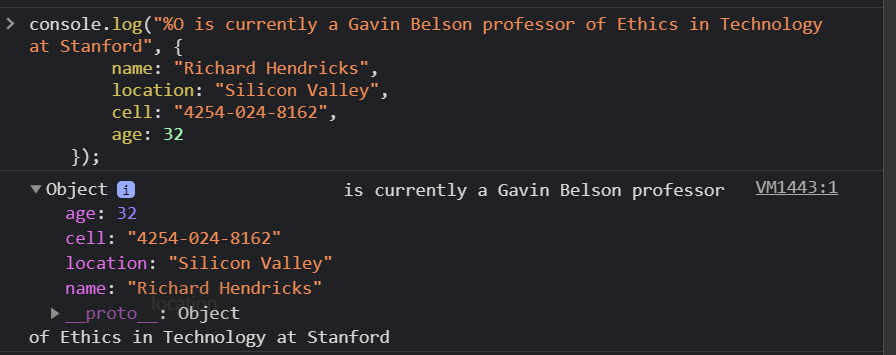 > console.log("%O is currently a Gavin Belson professor of Ethics in Technology
at Stanford", {
name: "Richard Hendricks",
location: "Silicon Valley",
cell: "4254-024-8162",
age: 32
});
▼Object i is currently a Gavin Belson professor VM1443:1
age: 32
cell: "4254-024-8162"
location: "Silicon Valley"
name: "Richard Hendricks"
location
▶__proto__: Object
of Ethics in Technology at Stanford